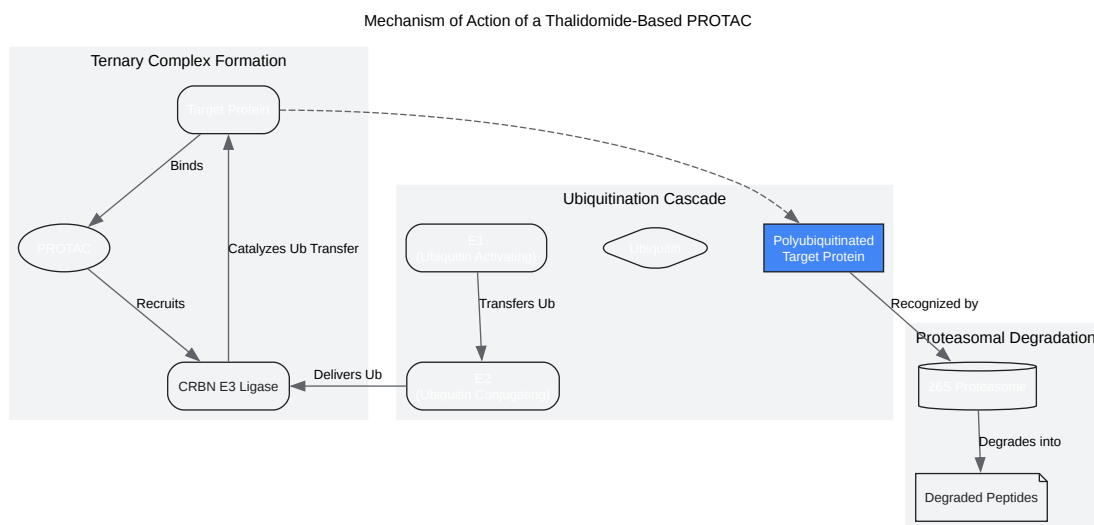 Mechanism of Action of a Thalidomide-Based PROTAC
Ternary Complex Formation
Target Protein
Binds
Ubiquitination Cascade
PROTAC
Catalyzes Ub Transfer
E1
(Ubiquitin Activating)
Ubiquitin
Polyubiquitinated
Target Protein
Recruits
Transfers Ub
Recognized by
Proteasomal Degradation
CRBN E3 Ligase
Delivers Ub
E2
(Ubiquitin Conjugating)
26S Proteasome
Degrades into
Degraded Peptides